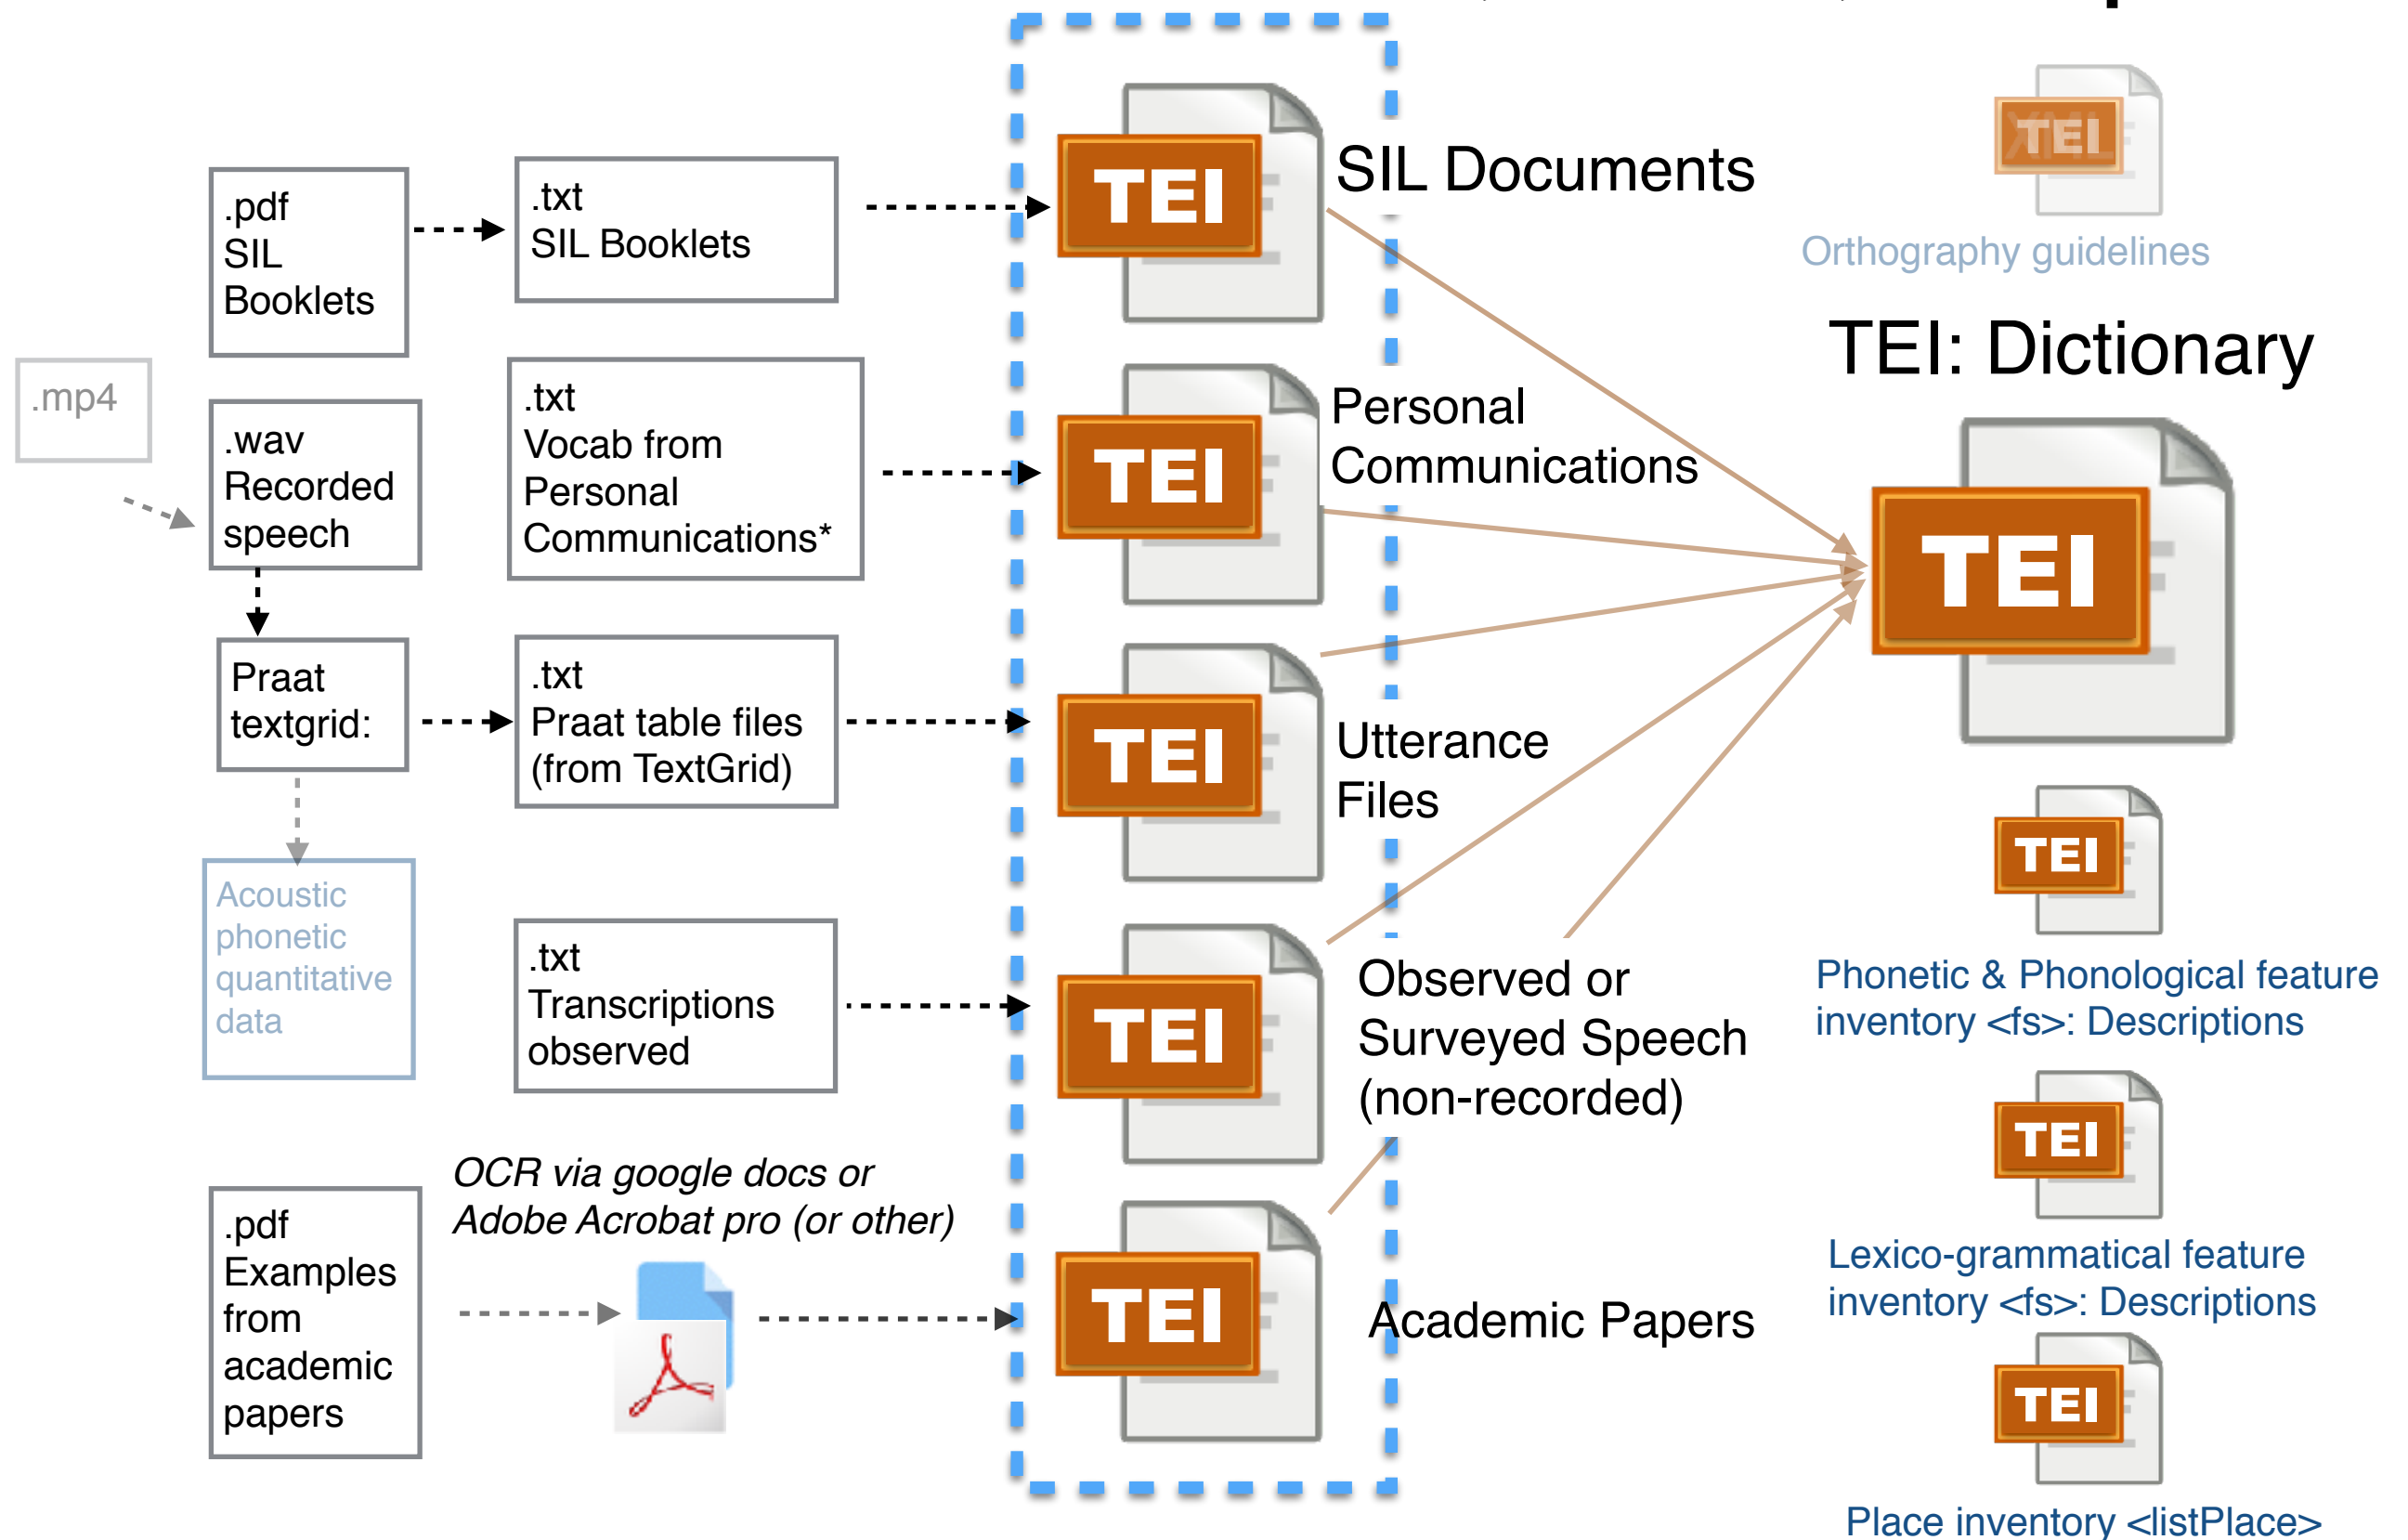 .pdf
SIL
Booklets
.txt
SIL Booklets
TEI
SIL Documents
TEI
Orthography guidelines
TEI: Dictionary
.mp4
.wav
Recorded
speech
.txt
Vocab from
Personal
Communications*
TEI
Personal
Communications
TEI
Praat
textgrid:
.txt
Praat table files
(from TextGrid)
TEI
Utterance
Files
Acoustic
phonetic
quantitative
data
.txt
Transcriptions
observed
TEI
Observed or
Surveyed Speech
(non-recorded)
TEI
Phonetic & Phonological feature
inventory <fs>: Descriptions
TEI
Lexico-grammatical feature
inventory <fs>: Descriptions
.pdf
Examples
from
academic
papers
OCR via google docs or
Adobe Acrobat pro (or other)
TEI
Academic Papers
TEI
Place inventory <listPlace>